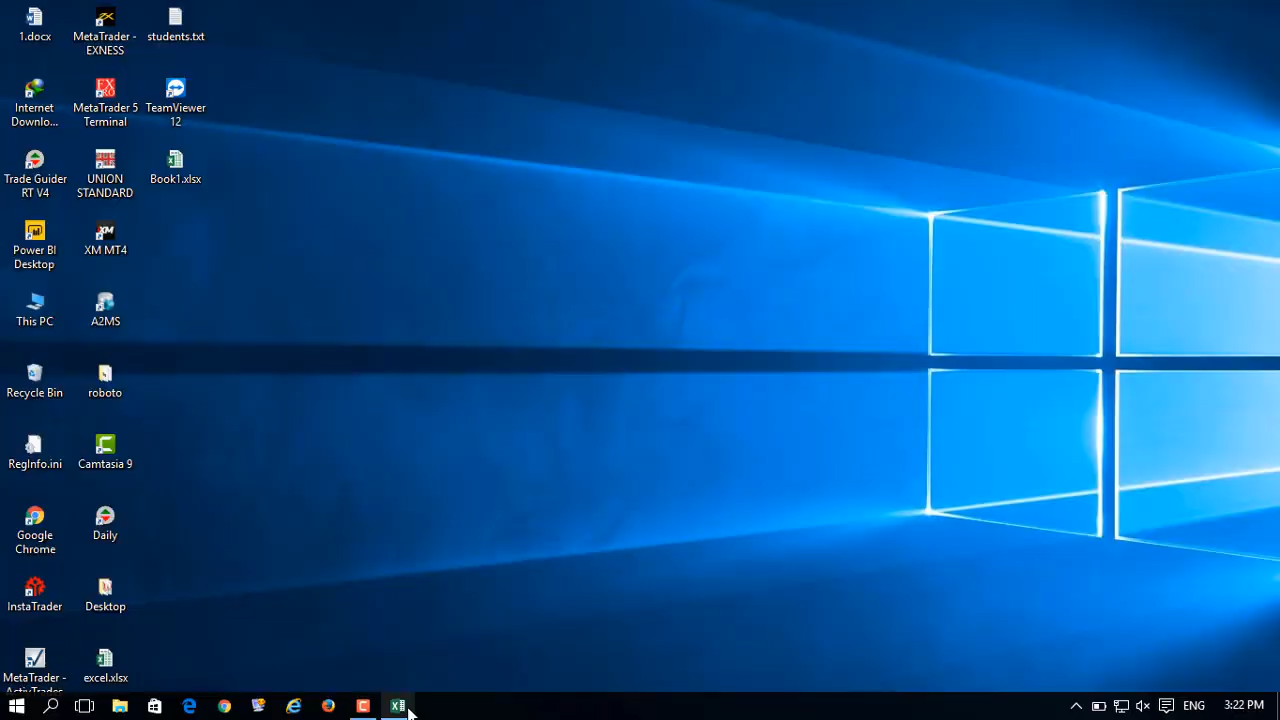 1.docx
MetaTrader -
EXNESS
students.txt
Internet
Downlo...
MetaTrader 5
Terminal
TeamViewer
12
Trade Guider
RT V4
UNION
STANDARD
Book1.xlsx
Power BI
Desktop
XM MT4
This PC
A2MS
Recycle Bin
roboto
RegInfo.ini
Camtasia 9
Google
Chrome
Daily
InstaTrader
Desktop
MetaTrader -
ActivTrades
excel.xlsx
ENG
3:22 PM